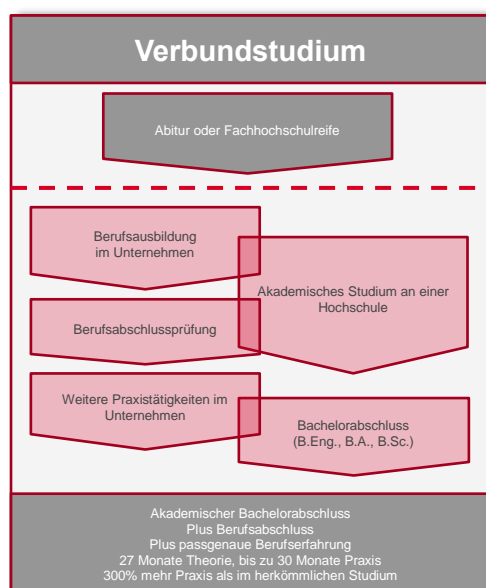 Verbundstudium
Abitur oder Fachhochschulreife
Berufsausbildung
im Unternehmen
Akademisches Studium an einer
Hochschule
Berufsabschlussprüfung
Weitere Praxistätigkeiten im
Unternehmen
Bachelorabschluss
(B.Eng., B.A., B.Sc.)
Akademischer Bachelorabschluss
Plus Berufsabschluss
Plus passgenaue Berufserfahrung
27 Monate Theorie, bis zu 30 Monate Praxis
300% mehr Praxis als im herkömmlichen Studium